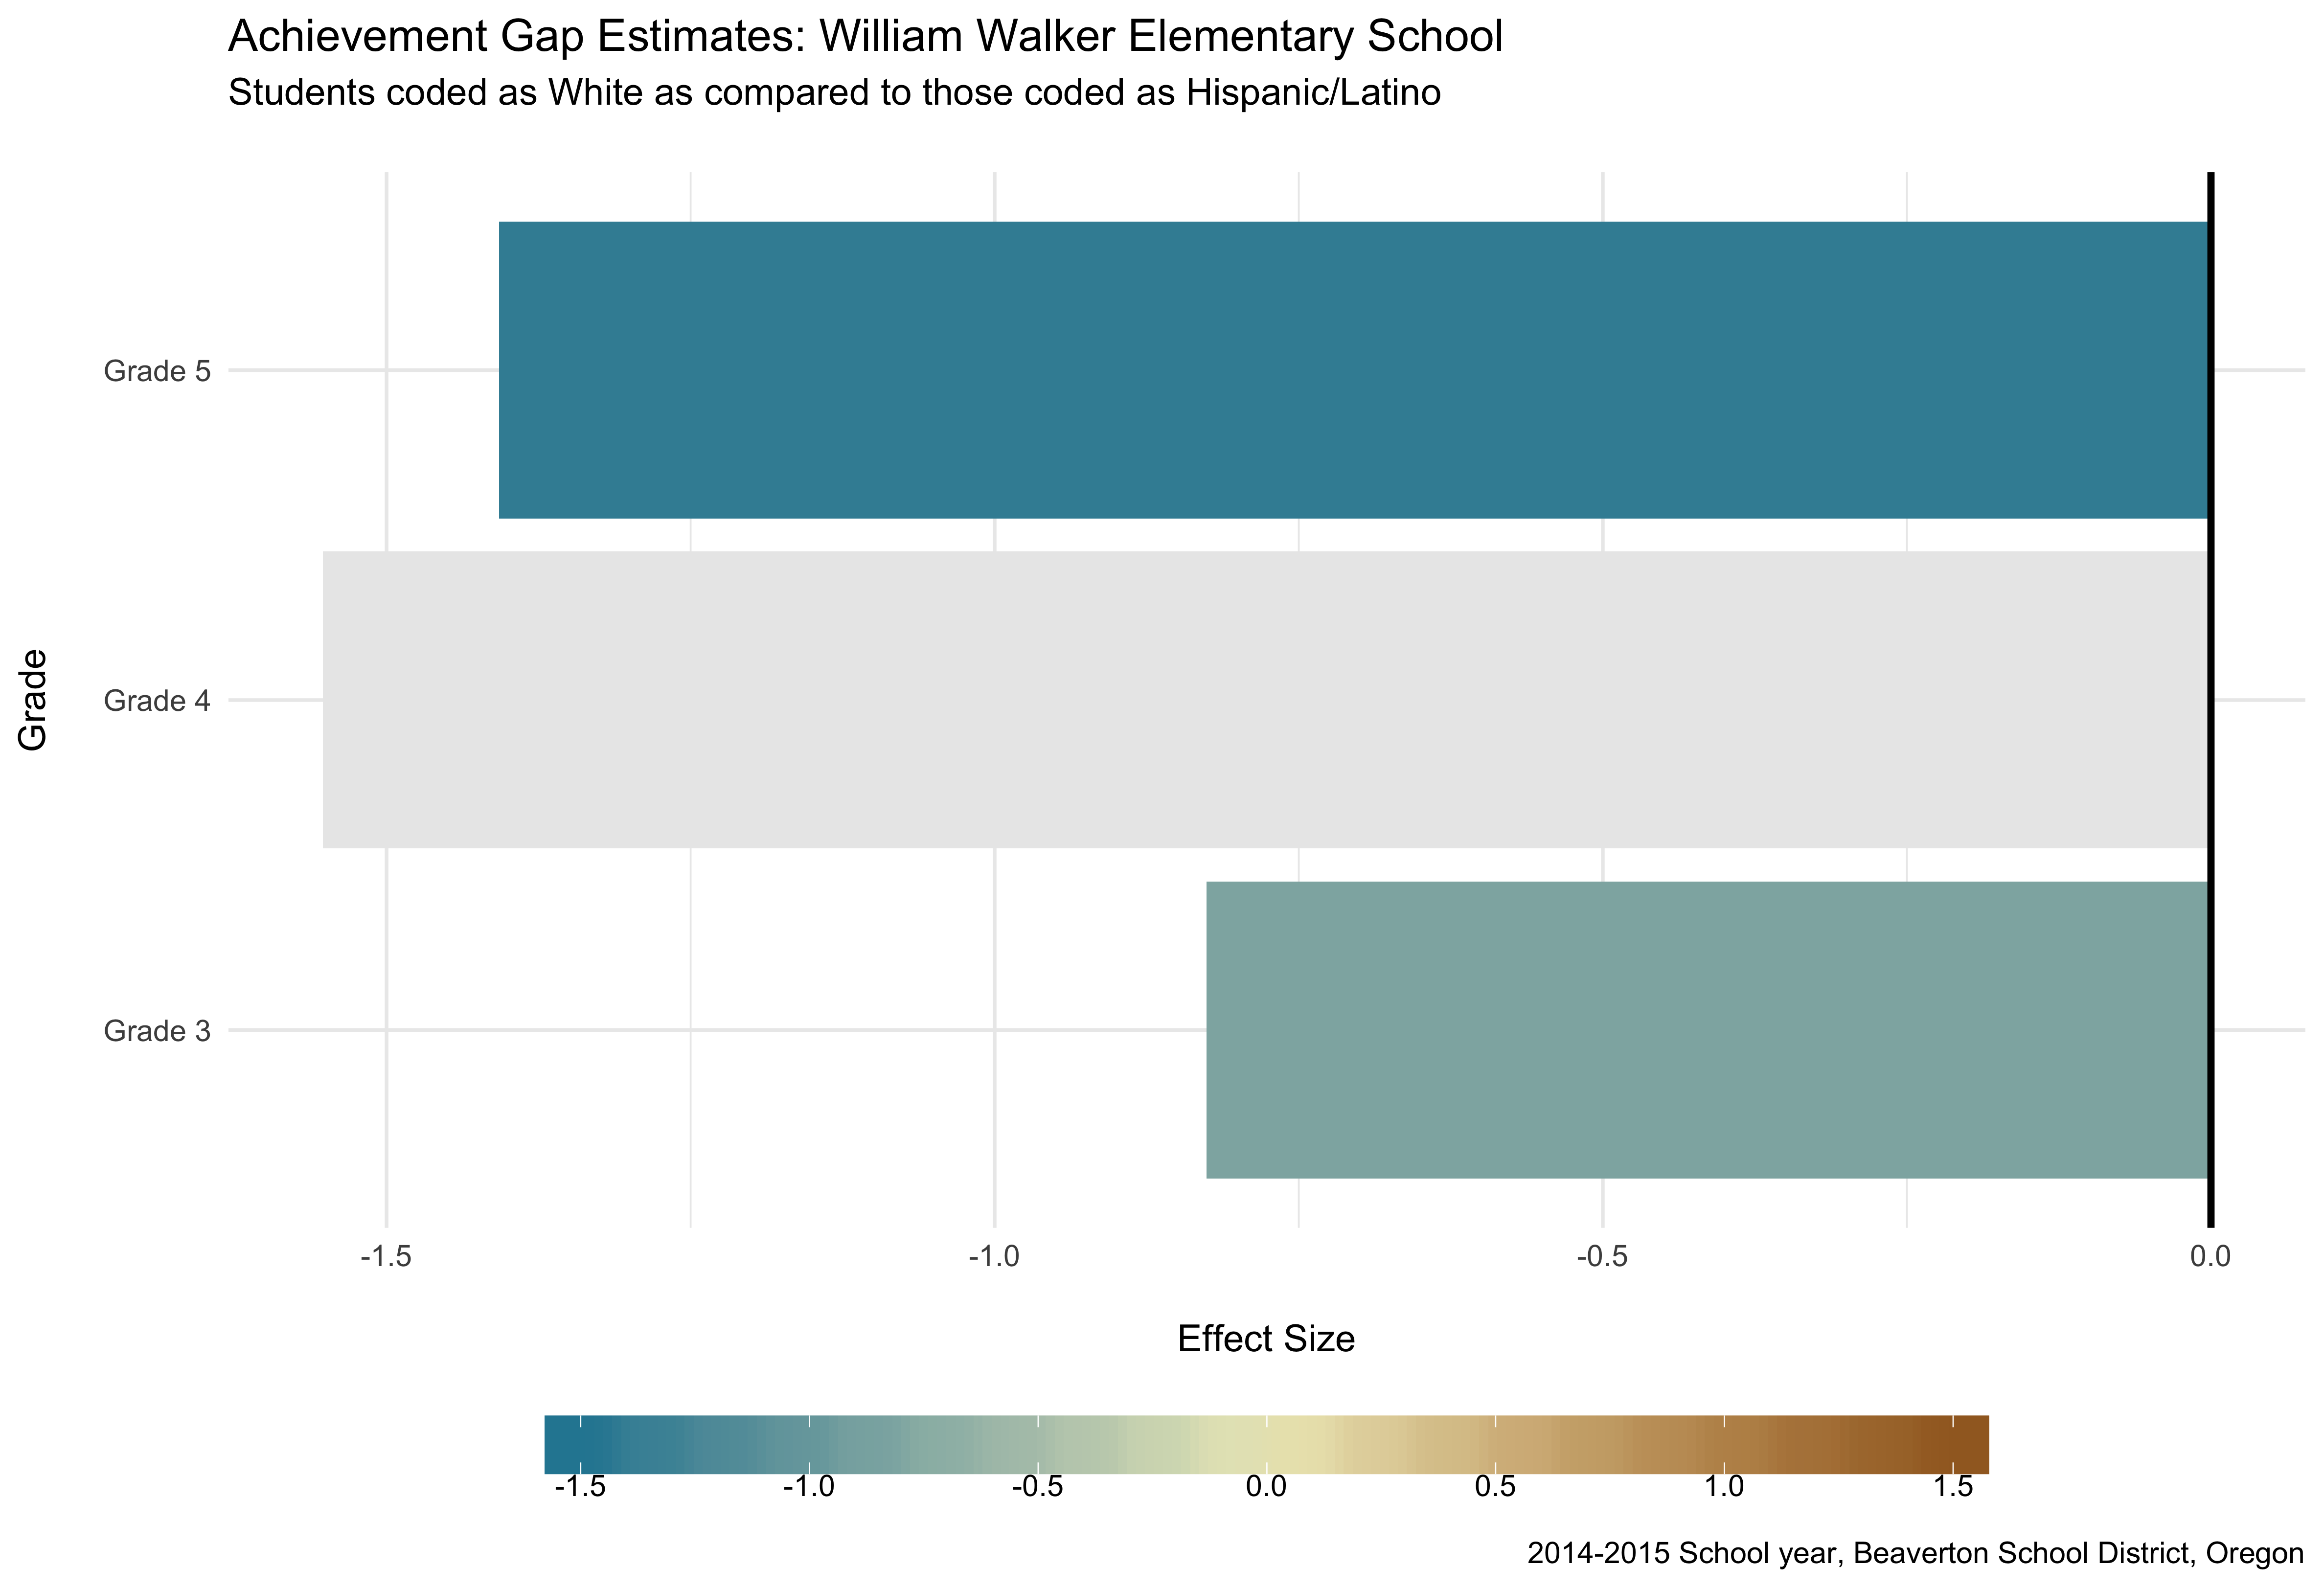 Achievement Gap Estimates: William Walker Elementary School
Students coded as White as compared to those coded as Hispanic/Latino
Grade
Grade 5
Grade 4
Grade 3
-1.5 -1.0 -0.5 0.0
Effect Size
-1.5 -1.0 -0.5 0.0 0.5 1.0 1.5
2014-2015 School year, Beaverton School District, Oregon